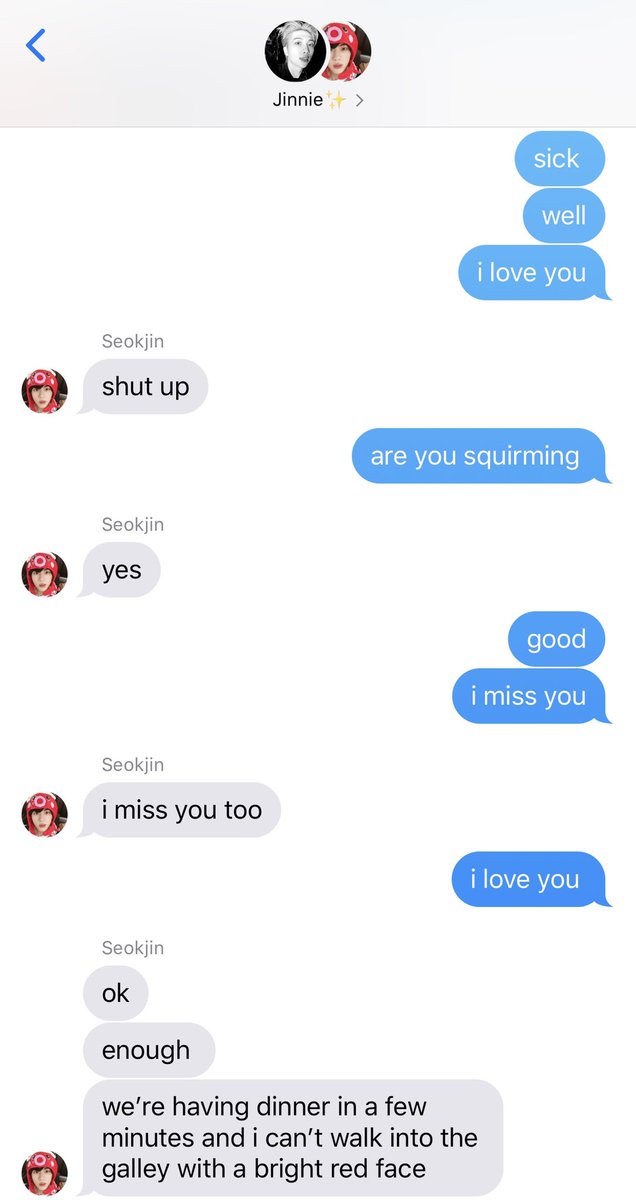 Jinnie✨ >
sick
well
i love you
Seokjin
shut up
are you squirming
Seokjin
yes
good
i miss you
Seokjin
i miss you too
i love you
Seokjin
ok
enough
we’re having dinner in a few
minutes and i can’t walk into the
galley with a bright red face